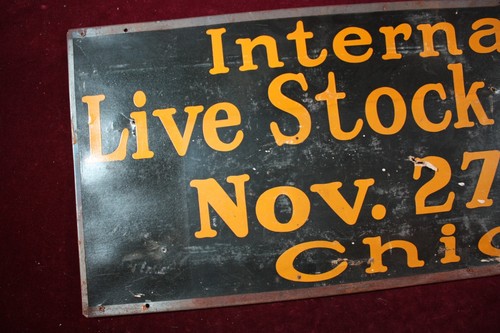 Interna
Live Stock
Nov. 27
Chic